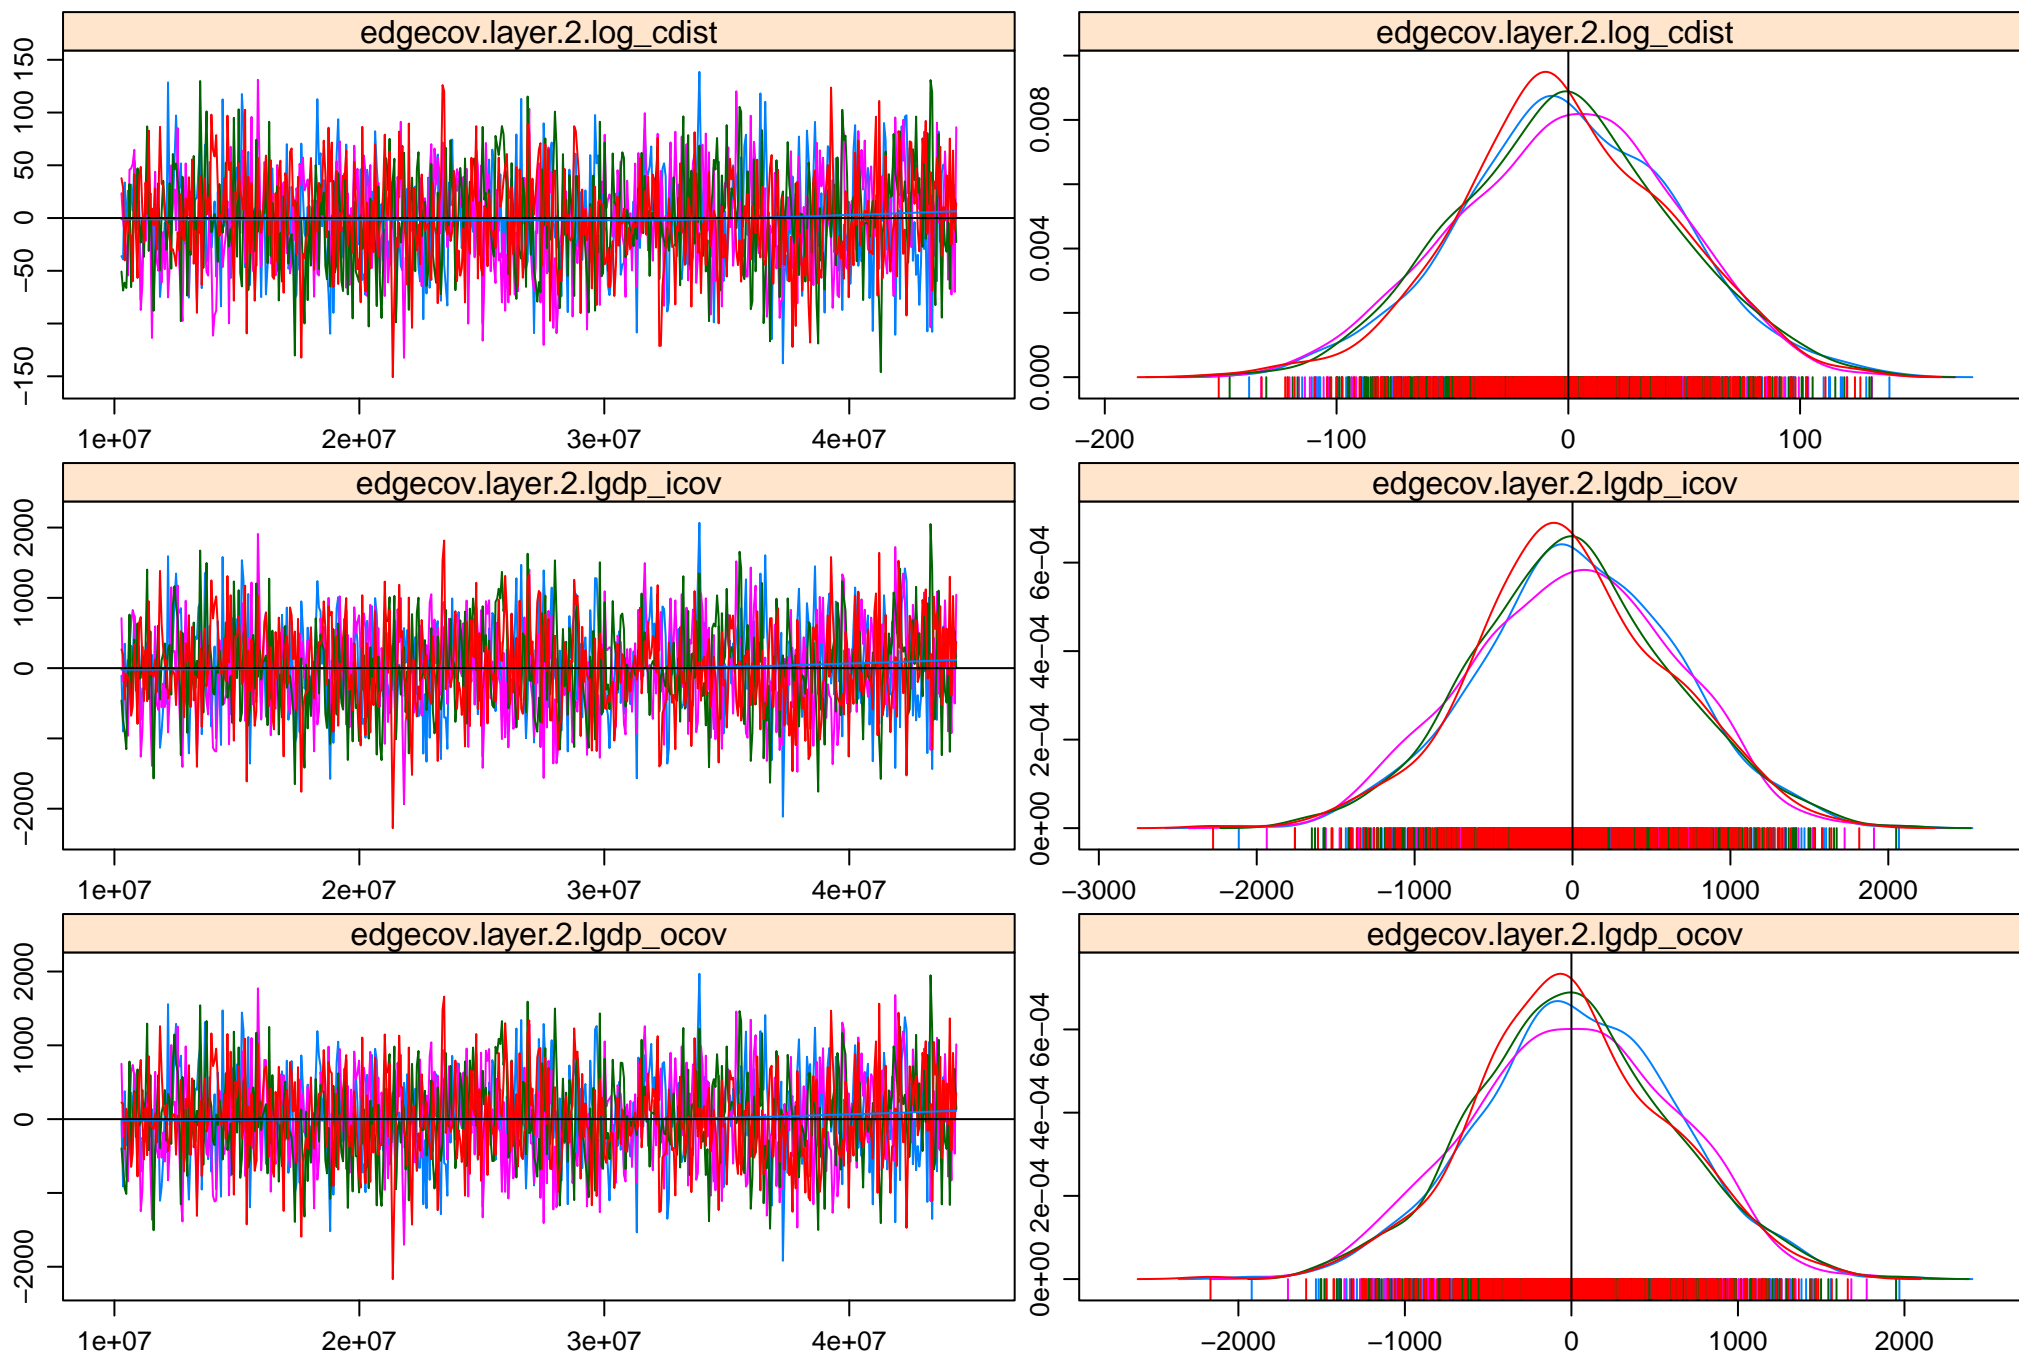 edgecov.layer.2.log_cdist
150
100
50
0
−50
−150
1e+07 2e+07 3e+07 4e+07
edgecov.layer.2.log_cdist
0.008
0.004
0.000
−200 −100 0 100
edgecov.layer.2.lgdp_icov
2000
1000
0
−2000
1e+07 2e+07 3e+07 4e+07
edgecov.layer.2.lgdp_icov
6e−04
4e−04
2e−04
0e+00
−3000 −2000 −1000 0 1000 2000
edgecov.layer.2.lgdp_ocov
2000
1000
0
−2000
1e+07 2e+07 3e+07 4e+07
edgecov.layer.2.lgdp_ocov
6e−04
4e−04
2e−04
0e+00
−2000 −1000 0 1000 2000